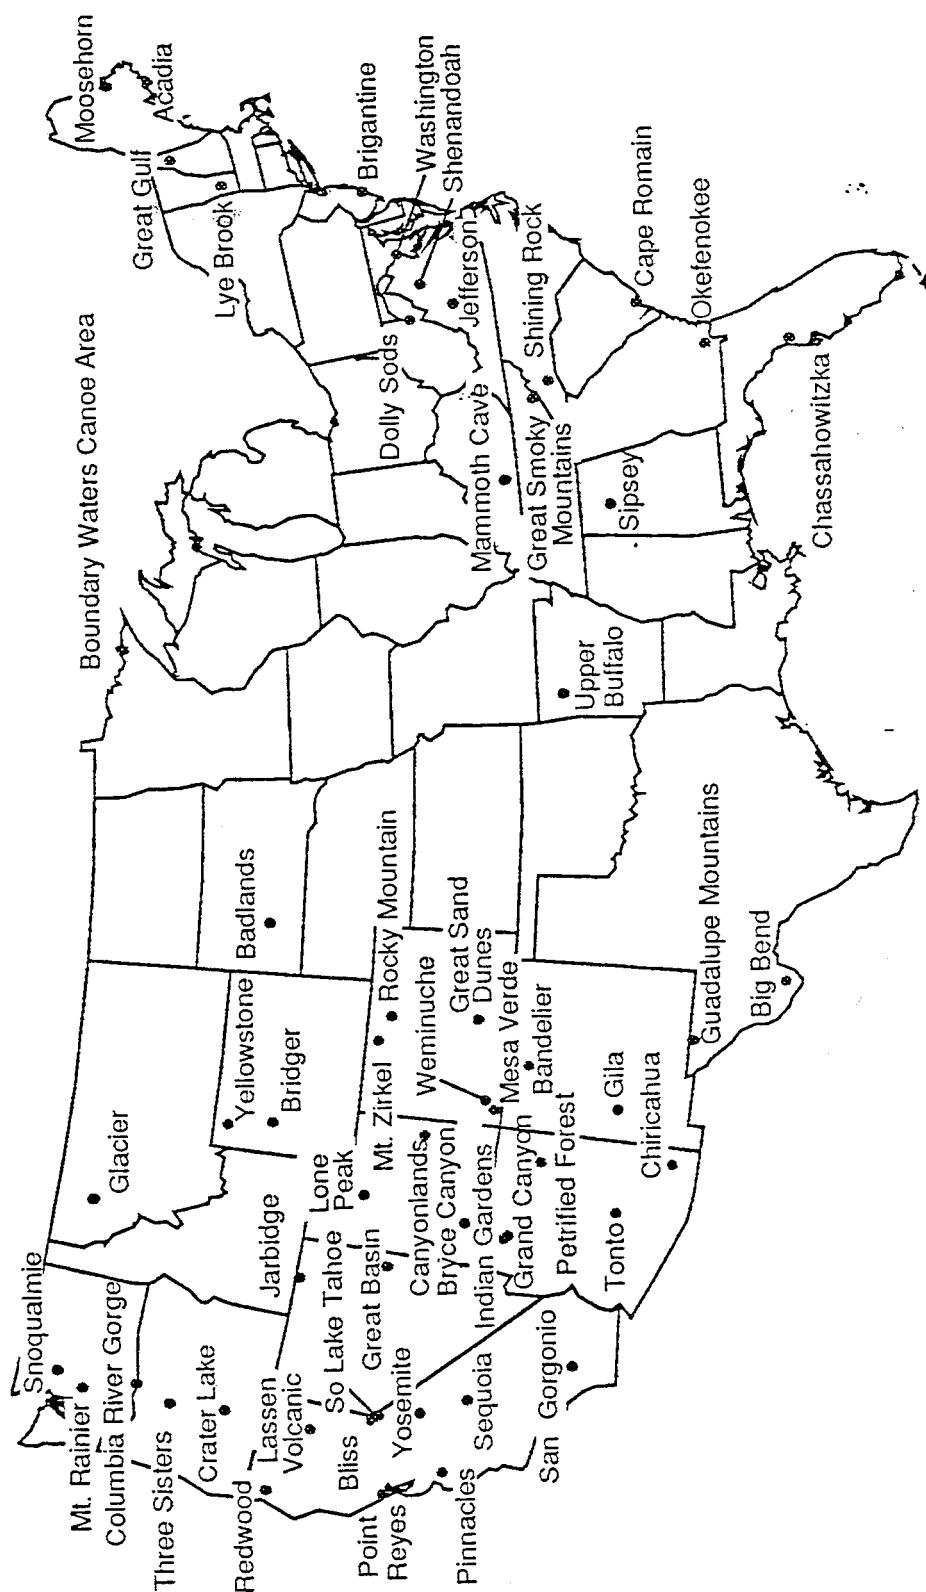 Moosehorn
Acadia
Great Gulf
Lye Brook
Brigantine
Washington
Shenandoah
Jefferson
Dolly Sods
Shining Rock
Cape Romain
Okefenokee
Boundary Waters Canoe Area
Mammoth Cave
Great Smoky
Mountains
Sipsey
Chassahowitzka
Upper
Buffalo
Badlands
Rocky Mountain
Great Sand
Dunes
Guadalupe Mountains
Big Bend
Yellowstone
Bridger
Mt. Zirkel
Weminuche
Mesa Verde
Bandelier
Gila
Chiricahua
Glacier
Lone
Peak
Canyonlands
Bryce Canyon
Indian Gardens
Grand Canyon
Petrified Forest
Tonto
Jarbidge
So Lake Tahoe
Great Basin
Snoqualmie
Mt. Rainier
Columbia River Gorge
Three Sisters
Crater Lake
Lassen
Volcanic
Bliss
Yosemite
Sequoia
San Gorgonio
Redwood
Point
Reyes
Pinnacles